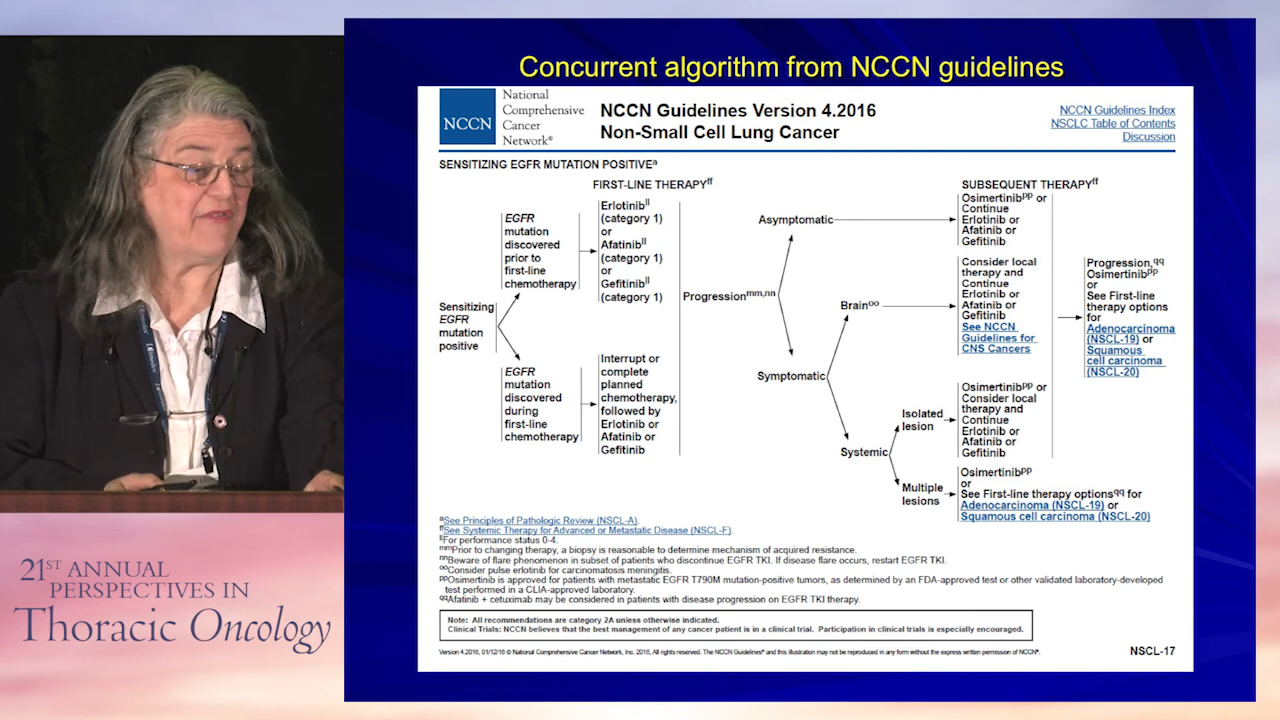 Concurrent algorithm from NCCN guidelines
NCCN
National
Comprehensive
Cancer
Network®
NCCN Guidelines Version 4.2016
Non-Small Cell Lung Cancer
NCCN Guidelines Index
NSCLC Table of Contents
Discussion
SENSITIZING EGFR MUTATION POSITIVEa
FIRST-LINE THERAPYff
SUBSEQUENT THERAPYff
Sensitizing
EGFR
mutation
positive
EGFR
mutation
discovered
prior to
first-line
chemotherapy
Erlotinibll
(category 1)
or
Afatinibll
(category 1)
or
Gefitinibll
(category 1)
EGFR
mutation
discovered
during
first-line
chemotherapy
Interrupt or
complete
planned
chemotherapy,
followed by
Erlotinib or
Afatinib or
Gefitinib
Progressionmm,nn
Asymptomatic
Osimertinibpp or
Continue
Erlotinib or
Afatinib or
Gefitinib
Symptomatic
Brainoo
Consider local
therapy and
Continue
Erlotinib or
Afatinib or
Gefitinib
See NCCN
Guidelines for
CNS Cancers
Progression,qq
Osimertinibpp
or
See First-line
therapy options
for
Adenocarcinoma
(NSCL-19) or
Squamous
cell carcinoma
(NSCL-20)
Systemic
Isolated
lesion
Osimertinibpp or
Consider local
therapy and
Continue
Erlotinib or
Afatinib or
Gefitinib
Multiple
lesions
Osimertinibpp
or
See First-line therapy optionsqq for
Adenocarcinoma (NSCL-19) or
Squamous cell carcinoma (NSCL-20)
aSee Principles of Pathologic Review (NSCL-A).
ffSee Systemic Therapy for Advanced or Metastatic Disease (NSCL-F).
llFor performance status 0-4.
mmPrior to changing therapy, a biopsy is reasonable to determine mechanism of acquired resistance.
nnBeware of flare phenomenon in subset of patients who discontinue EGFR TKI. If disease flare occurs, restart EGFR TKI.
ooConsider pulse erlotinib for carcinomatosis meningitis.
ppOsimertinib is approved for patients with metastatic EGFR T790M mutation-positive tumors, as determined by an FDA-approved test or other validated laboratory-developed
test performed in a CLIA-approved laboratory.
qqAfatinib + cetuximab may be considered in patients with disease progression on EGFR TKI therapy.
Note: All recommendations are category 2A unless otherwise indicated.
Clinical Trials: NCCN believes that the best management of any cancer patient is in a clinical trial. Participation in clinical trials is especially encouraged.
Version 4.2016, 01/12/16 © National Comprehensive Cancer Network, Inc. 2016, All rights reserved. The NCCN Guidelines® and this illustration may not be reproduced in any form without the express written permission of NCCN®.
NSCL-17
21ST ANNUAL
PERSPECTIVES IN
Thoracic Oncology